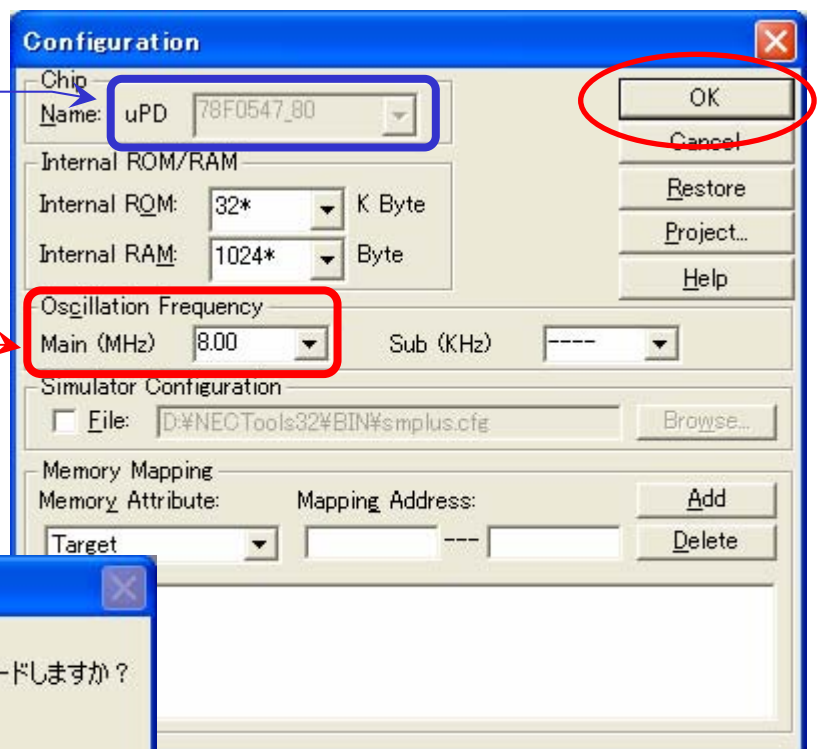 Configuration
Chip
Name: uPD 78F0547_80
OK
Cancel
Internal ROM/RAM
Internal ROM: 32* K Byte
Restore
Project...
Internal RAM: 1024* Byte
Help
Oscillation Frequency
Main (MHz) 8.00 Sub (KHz) ----
Simulator Configuration
File: D:¥NECTools32¥BIN¥smplus.cfg Browse...
Memory Mapping
Memory Attribute: Mapping Address: Add
Target --- Delete
ードしますか?